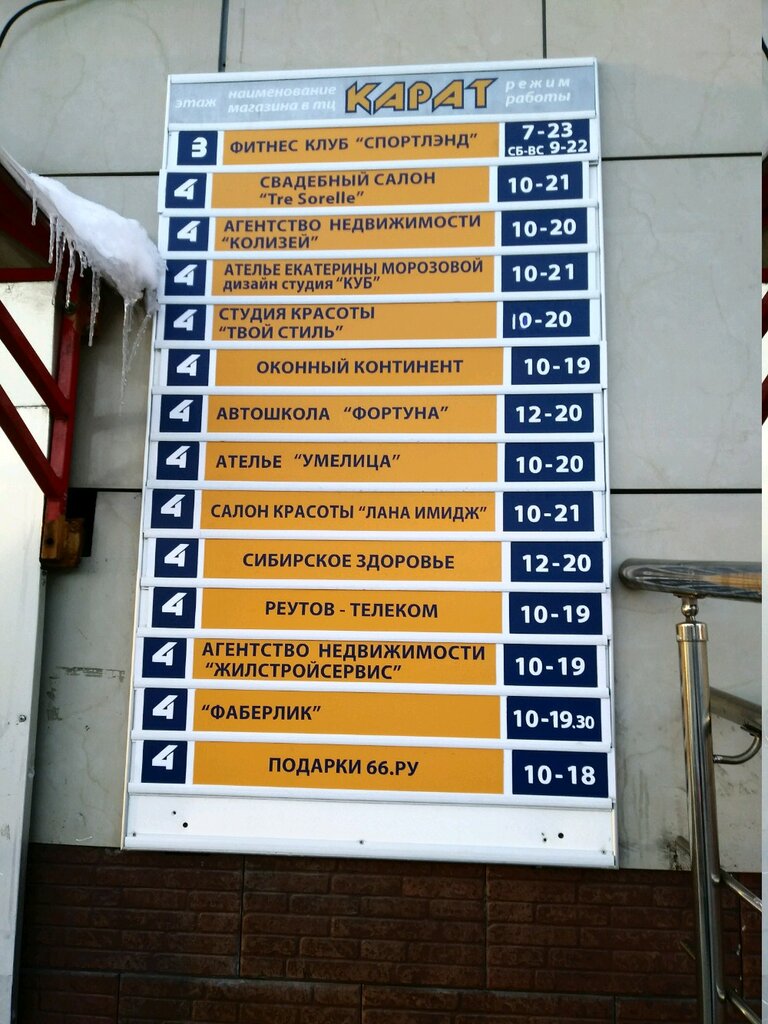 этаж наименование магазина в тц КАРАТ режим работы
3 ФИТНЕС КЛУБ "СПОРТЛЭНД" 7-23 СБ-ВС 9-22
4 СВАДЕБНЫЙ САЛОН "Tre Sorelle" 10-21
4 АГЕНТСТВО НЕДВИЖИМОСТИ "КОЛИЗЕЙ" 10-20
4 АТЕЛЬЕ ЕКАТЕРИНЫ МОРОЗОВОЙ дизайн студия "КУБ" 10-21
4 СТУДИЯ КРАСОТЫ "ТВОЙ СТИЛЬ" 10-20
4 ОКОННЫЙ КОНТИНЕНТ 10-19
4 АВТОШКОЛА "ФОРТУНА" 12-20
4 АТЕЛЬЕ "УМЕЛИЦА" 10-20
4 САЛОН КРАСОТЫ "ЛАНА ИМИДЖ" 10-21
4 СИБИРСКОЕ ЗДОРОВЬЕ 12-20
4 РЕУТОВ - ТЕЛЕКОМ 10-19
4 АГЕНТСТВО НЕДВИЖИМОСТИ "ЖИЛСТРОЙСЕРВИС" 10-19
4 "ФАБЕРЛИК" 10-19.30
4 ПОДАРКИ 66.РУ 10-18